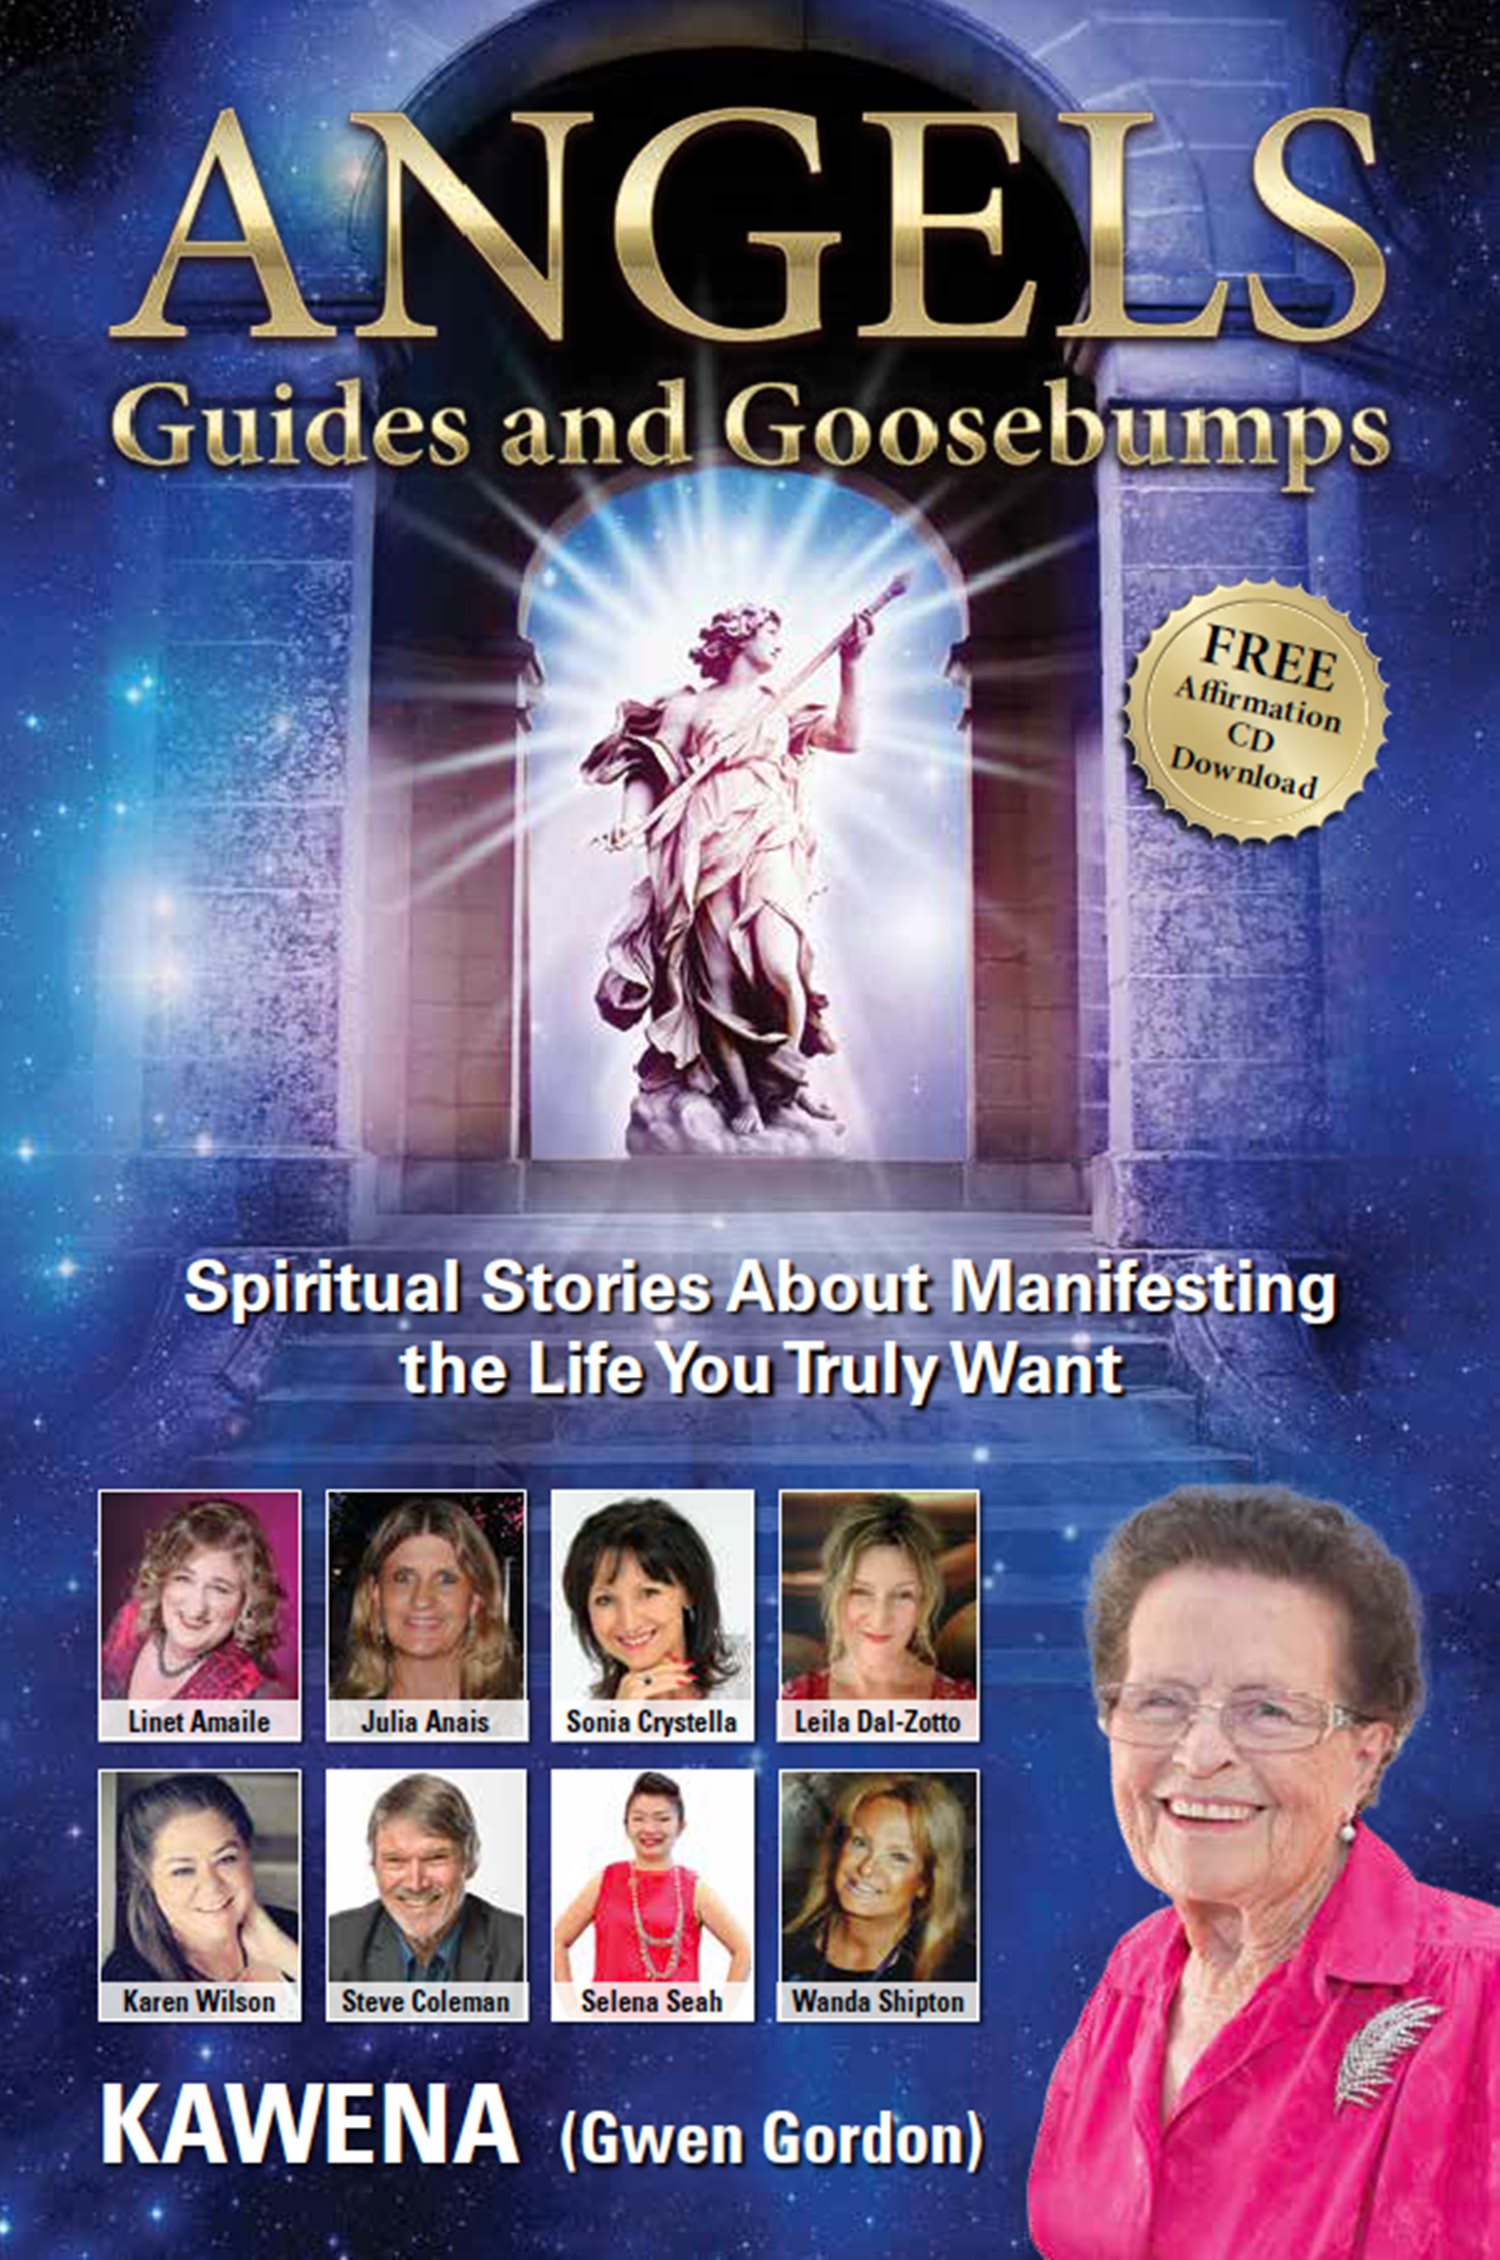 ANGELS
Guides and Goosebumps
FREE
Affirmation
CD
Download
Spiritual Stories About Manifesting
the Life You Truly Want
Linet Amaile
Julia Anais
Sonia Crystella
Leila Dal-Zotto
Karen Wilson
Steve Coleman
Selena Seah
Wanda Shipton
KAWENA (Gwen Gordon)